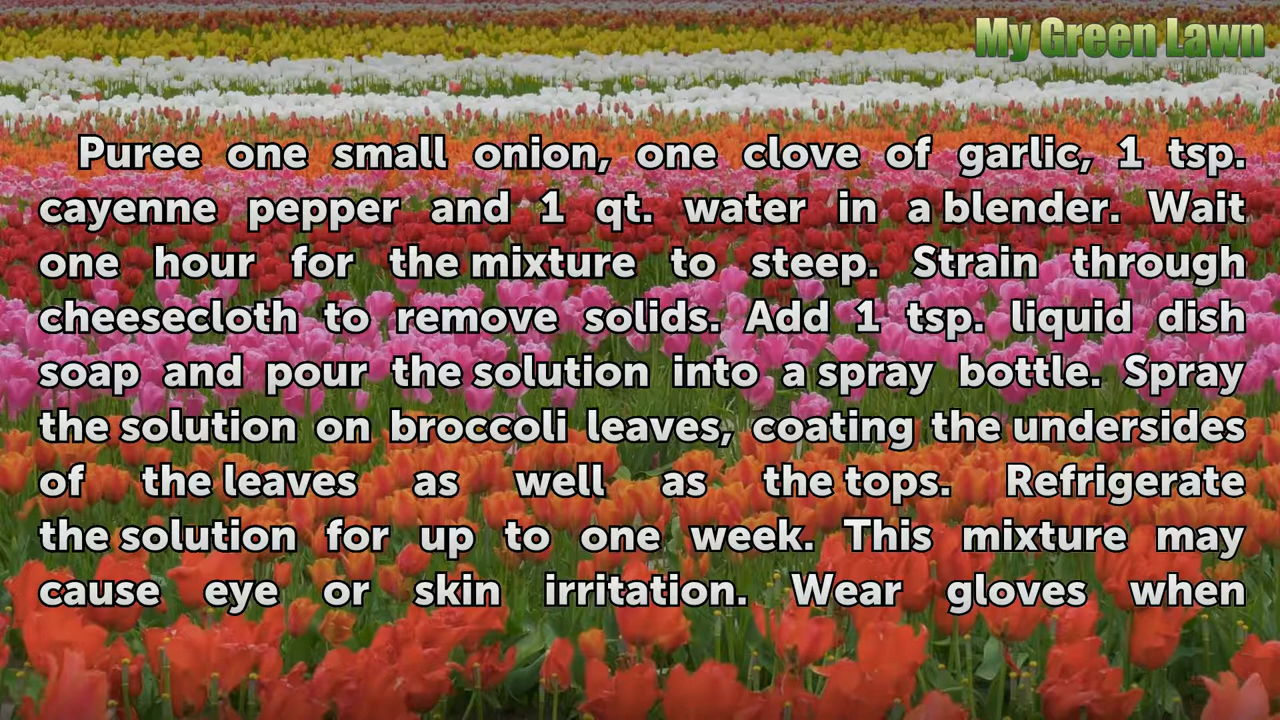 My Green Lawn
Puree one small onion, one clove of garlic, 1 tsp.
cayenne pepper and 1 qt. water in a blender. Wait
one hour for the mixture to steep. Strain through
cheesecloth to remove solids. Add 1 tsp. liquid dish
soap and pour the solution into a spray bottle. Spray
the solution on broccoli leaves, coating the undersides
of the leaves as well as the tops. Refrigerate
the solution for up to one week. This mixture may
cause eye or skin irritation. Wear gloves when